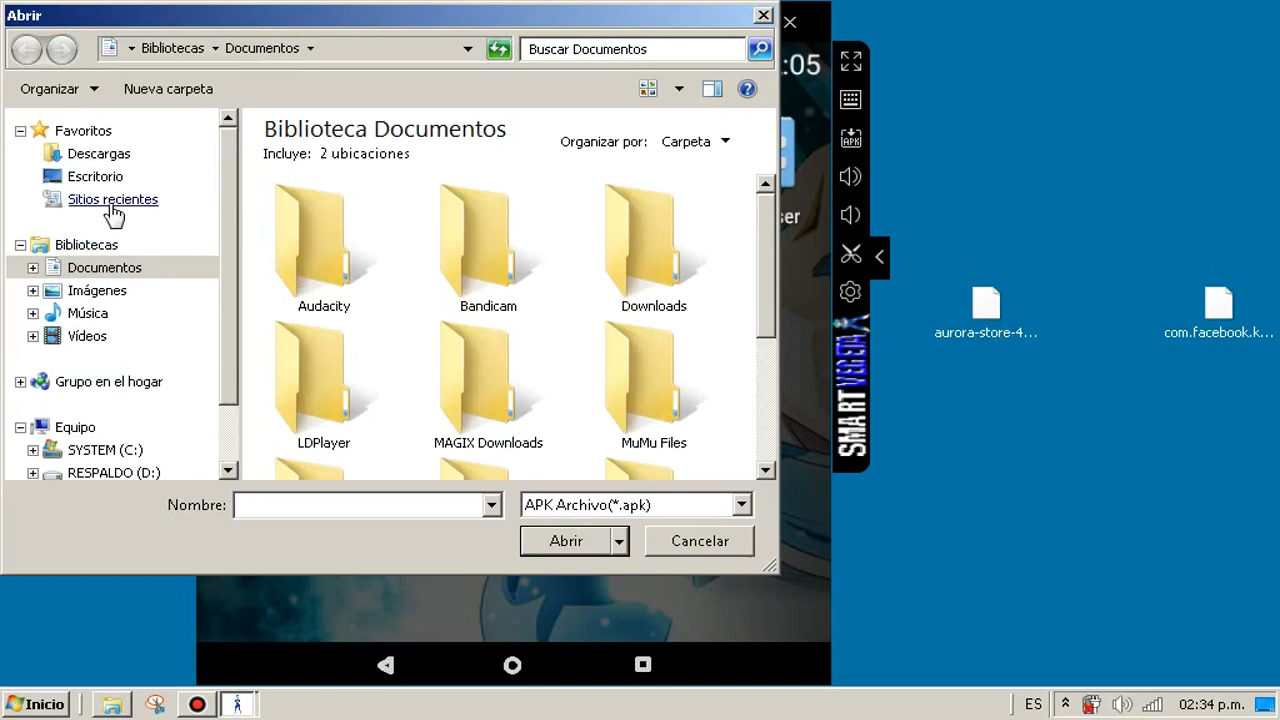 Abrir
Bibliotecas
Documentos
Buscar Documentos
:05
Organizar
Nueva carpeta
Favoritos
Descargas
Escritorio
Sitios recientes
Bibliotecas
Documentos
Imágenes
Música
Vídeos
Grupo en el hogar
Equipo
SYSTEM (C:)
RESPALDO (D:)
Biblioteca Documentos
Incluye: 2 ubicaciones
Organizar por:
Carpeta
Audacity
Bandicam
Downloads
LDPlayer
MAGIX Downloads
MuMu Files
Nombre:
APK Archivo(*.apk)
Abrir
Cancelar
APK
ser
SMART
aurora-store-4...
com.facebook.k...
Inicio
ES
02:34 p.m.